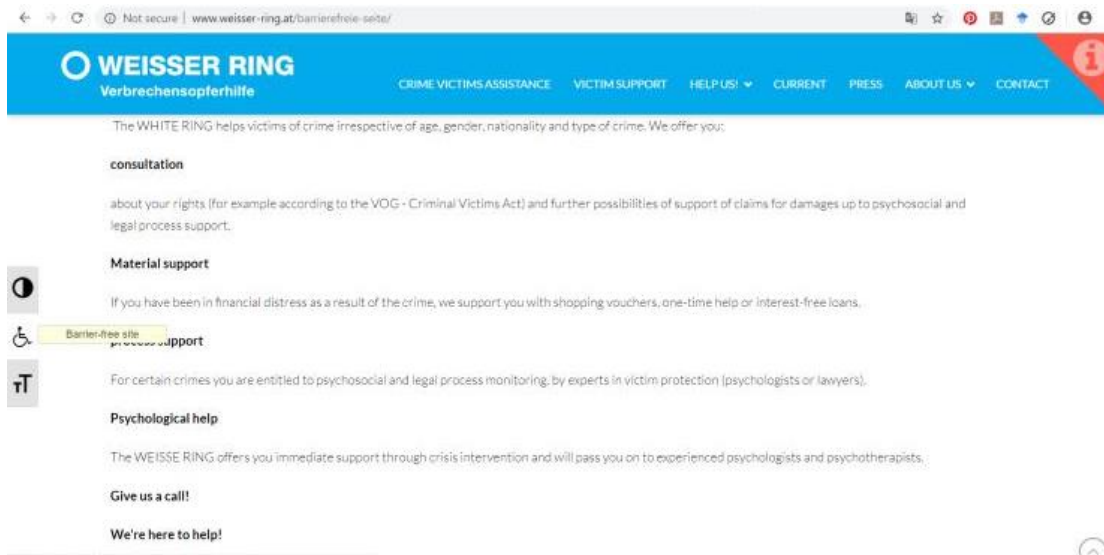 Not secure | www.weisser-ring.at/barrierefreie-seite/
WEISSER RING
Verbrechensopferhilfe
CRIME VICTIMS ASSISTANCE VICTIM SUPPORT HELP US! CURRENT PRESS ABOUT US CONTACT
i
The WHITE RING helps victims of crime irrespective of age, gender, nationality and type of crime. We offer you:
consultation
about your rights (for example according to the VOG - Criminal Victims Act) and further possibilities of support of claims for damages up to psychosocial and
legal process support.
Material support
If you have been in financial distress as a result of the crime, we support you with shopping vouchers, one-time help or interest-free loans.
Barrier-free site
process support
For certain crimes you are entitled to psychosocial and legal process monitoring, by experts in victim protection (psychologists or lawyers).
TT
Psychological help
The WEISSE RING offers you immediate support through crisis intervention and will pass you on to experienced psychologists and psychotherapists.
Give us a call!
We're here to help!